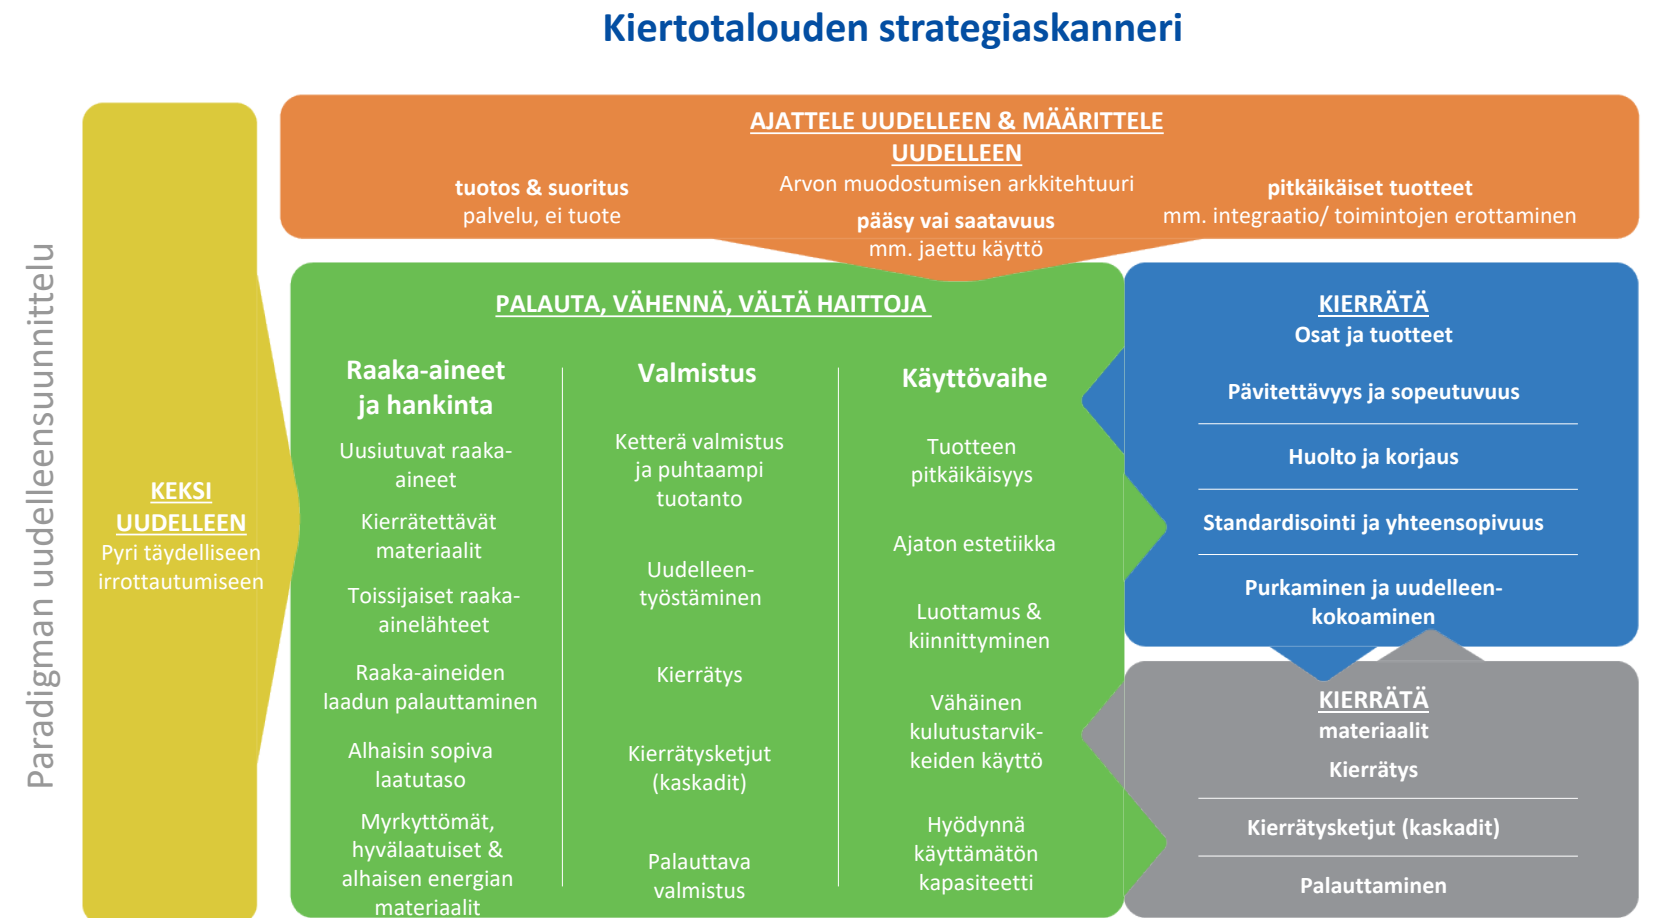 Kiertotalouden strategiaskanneri
Paradigman uudelleensuunnittelu
KEKSI
UUDELLEEN
Pyri täydelliseen
irrottautumiseen
AJATTELE UUDELLEEN & MÄÄRITTELE
UUDELLEEN
Arvon muodostumisen arkkitehtuuri
tuotos & suoritus
palvelu, ei tuote
pääsy vai saatavuus
mm. jaettu käyttö
pitkäikäiset tuotteet
mm. integraatio/ toimintojen erottaminen
PALAUTA, VÄHENNÄ, VÄLTÄ HAITTOJA
Raaka-aineet
ja hankinta
Uusiutuvat raaka-
aineet
Kierrätettävät
materiaalit
Toissijaiset raaka-
ainelähteet
Raaka-aineiden
laadun palauttaminen
Alhaisin sopiva
laatutaso
Myrkyttömät,
hyvälaatuiset &
alhaisen energian
materiaalit
Valmistus
Ketterä valmistus
ja puhtaampi
tuotanto
Uudelleen-
työstäminen
Kierrätys
Kierrätysketjut
(kaskadit)
Palauttava
valmistus
Käyttövaihe
Tuotteen
pitkäikäisyys
Ajaton estetiikka
Luottamus &
kiinnittyminen
Vähäinen
kulutustarvik-
keiden käyttö
Hyödynnä
käyttämätön
kapasiteetti
KIERRÄTÄ
Osat ja tuotteet
Pävitettävyys ja sopeutuvuus
Huolto ja korjaus
Standardisointi ja yhteensopivuus
Purkaminen ja uudelleen-
kokoaminen
KIERRÄTÄ
materiaalit
Kierrätys
Kierrätysketjut (kaskadit)
Palauttaminen